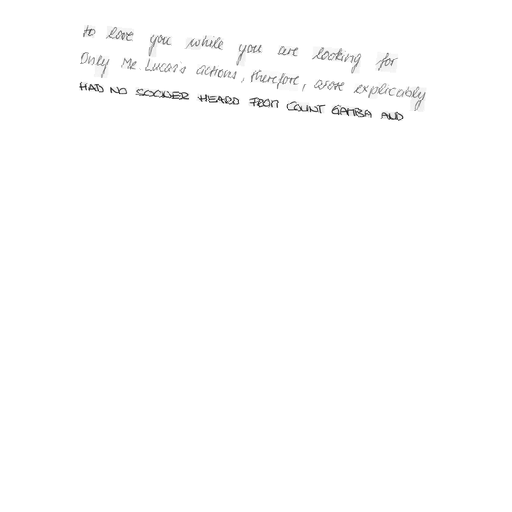 to love you while you are looking for
Only Mr. Lucas's actions, therefore, arose explicably
HAD NO SOONER HEARD FROM COUNT GAMBA AND